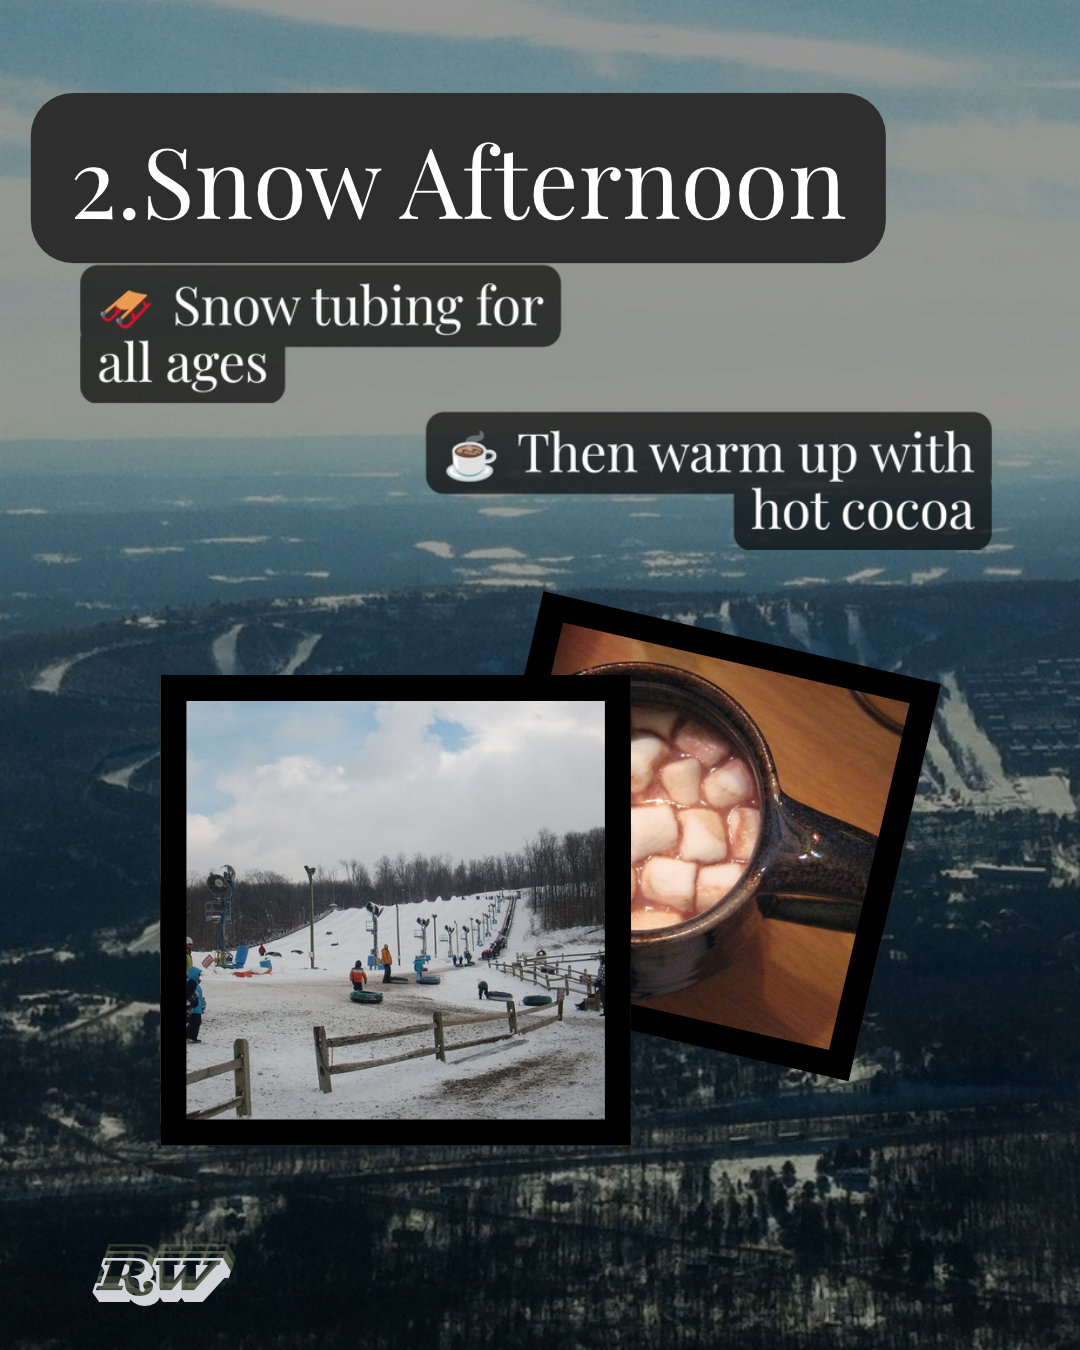 2.Snow Afternoon
🛷 Snow tubing for
all ages
☕ Then warm up with
hot cocoa
RW